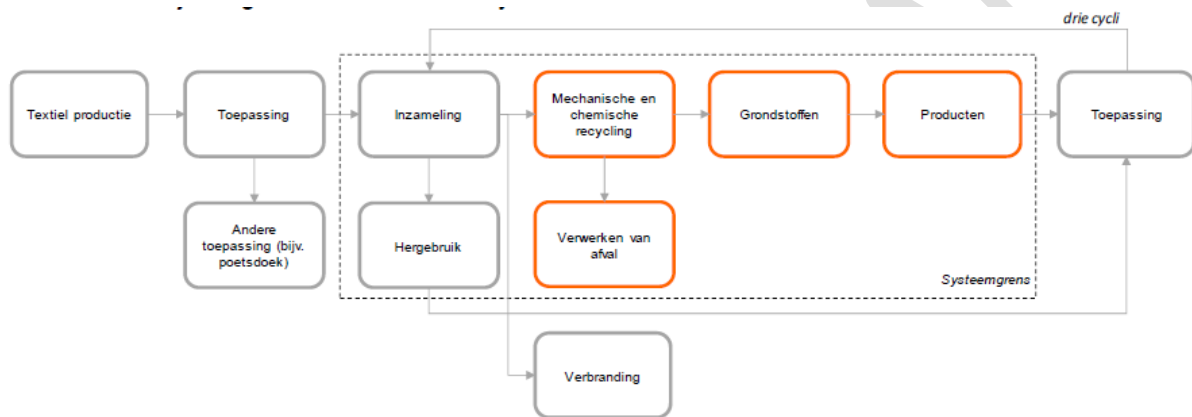 drie cycli
Textiel productie
Toepassing
Inzameling
Mechanische en
chemische
recycling
Grondstoffen
Producten
Toepassing
Andere
toepassing (bijv.
poetsdoek)
Hergebruik
Verwerken van
afval
Systeemgrens
Verbranding